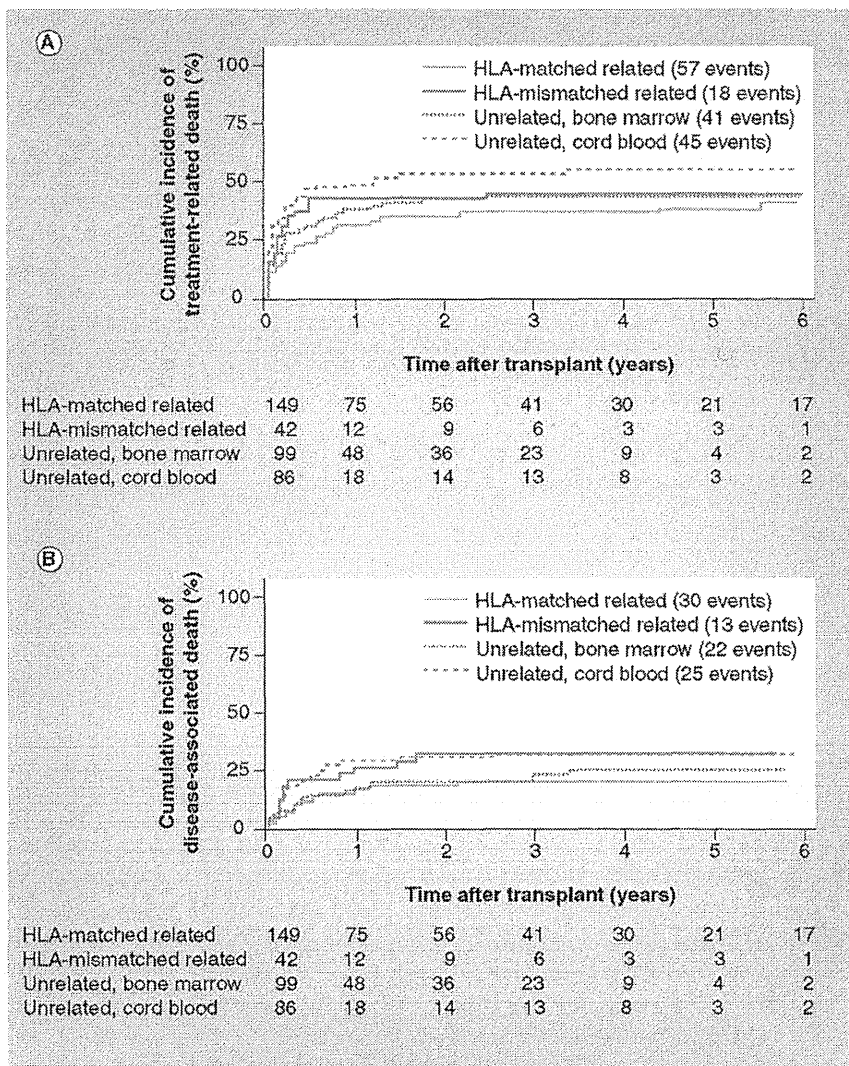 A
Cumulative incidence of
treatment-related death (%)
100
75
50
25
0
HLA-matched related (57 events)
HLA-mismatched related (18 events)
Unrelated, bone marrow (41 events)
Unrelated, cord blood (45 events)
0 1 2 3 4 5 6
Time after transplant (years)
HLA-matched related 149 75 56 41 30 21 17
HLA-mismatched related 42 12 9 6 3 3 1
Unrelated, bone marrow 99 48 36 23 9 4 2
Unrelated, cord blood 86 18 14 13 8 3 2
B
Cumulative incidence of
disease-associated death (%)
100
75
50
25
0
HLA-matched related (30 events)
HLA-mismatched related (13 events)
Unrelated, bone marrow (22 events)
Unrelated, cord blood (25 events)
0 1 2 3 4 5 6
Time after transplant (years)
HLA-matched related 149 75 56 41 30 21 17
HLA-mismatched related 42 12 9 6 3 3 1
Unrelated, bone marrow 99 48 36 23 9 4 2
Unrelated, cord blood 86 18 14 13 8 3 2